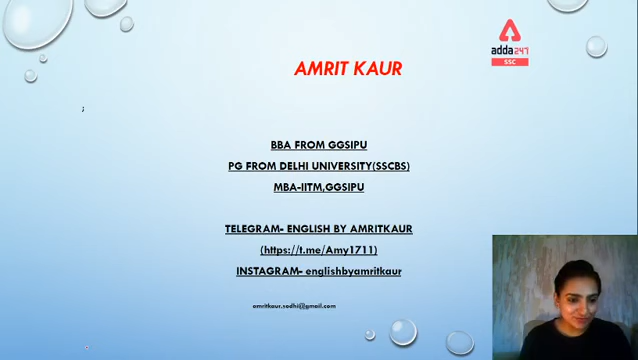 adda247
SSC
AMRIT KAUR
;
BBA FROM GGSIPU
PG FROM DELHI UNIVERSITY(SSCBS)
MBA-IITM,GGSIPU
TELEGRAM- ENGLISH BY AMRITKAUR
(https://t.me/Amy1711)
INSTAGRAM- englishbyamritkaur
amritkaur.sodhi@gmail.com